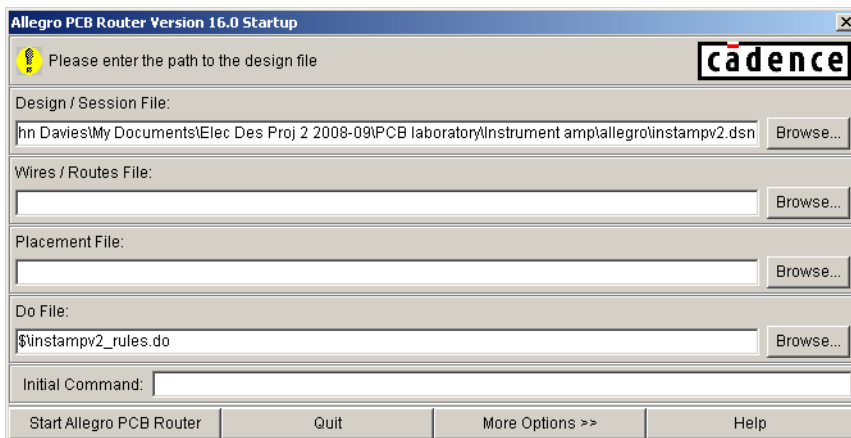 Allegro PCB Router Version 16.0 Startup
Please enter the path to the design file
cādence
Design / Session File:
hn Davies\My Documents\Elec Des Proj 2 2008-09\PCB laboratory\Instrument amp\allegro\instampv2.dsn Browse...
Wires / Routes File:
Browse...
Placement File:
Browse...
Do File:
$\instampv2_rules.do Browse...
Initial Command:
Start Allegro PCB Router Quit More Options >> Help